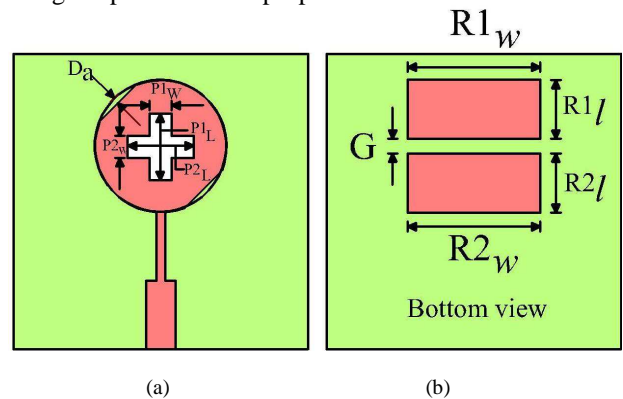 R1w
Da
P1W
P1L
P2w
P2L
R1l
G
R2l
R2w
Bottom view
(a)
(b)